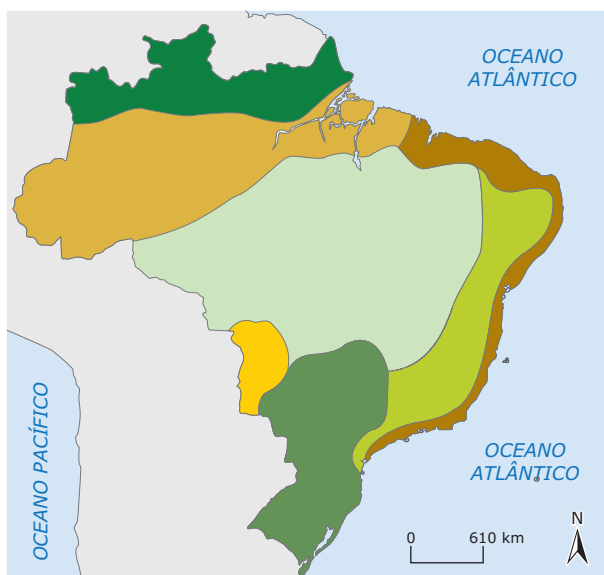 OCEANO
ATLÂNTICO
OCEANO PACÍFICO
OCEANO
ATLÂNTICO
0 610 km
N